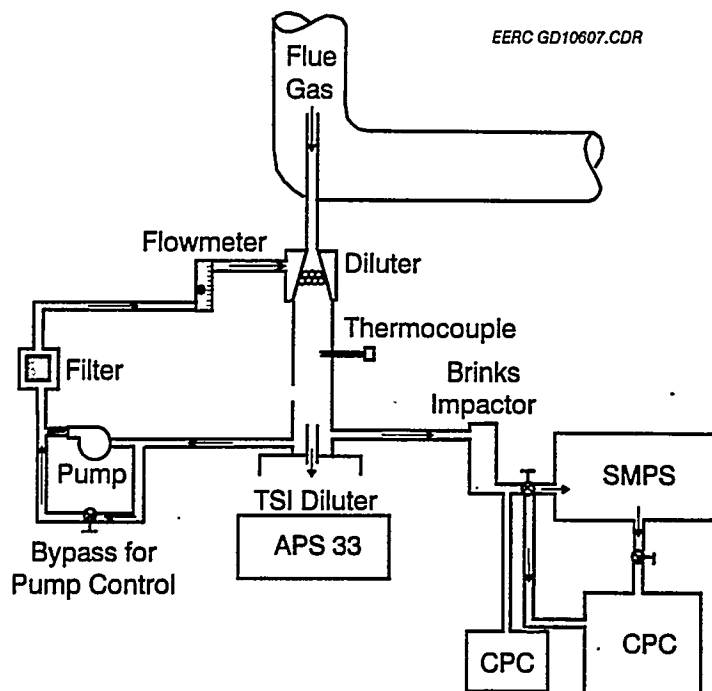 EERC GD10607.CDR
Flue
Gas
Flowmeter
Diluter
Thermocouple
Filter
Brinks
Impactor
Pump
SMPS
TSI Diluter
APS 33
Bypass for
Pump Control
CPC
CPC